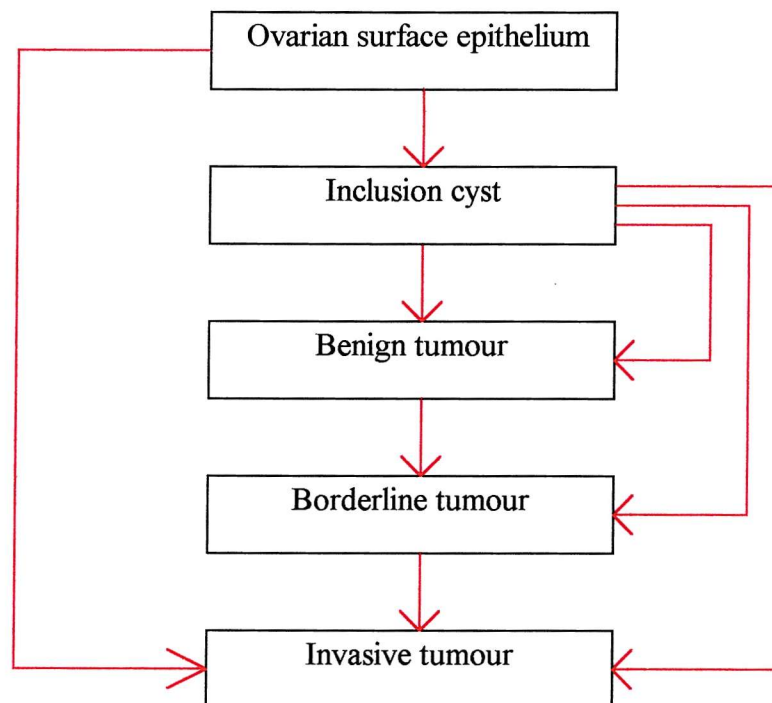 Ovarian surface epithelium
Inclusion cyst
Benign tumour
Borderline tumour
Invasive tumour